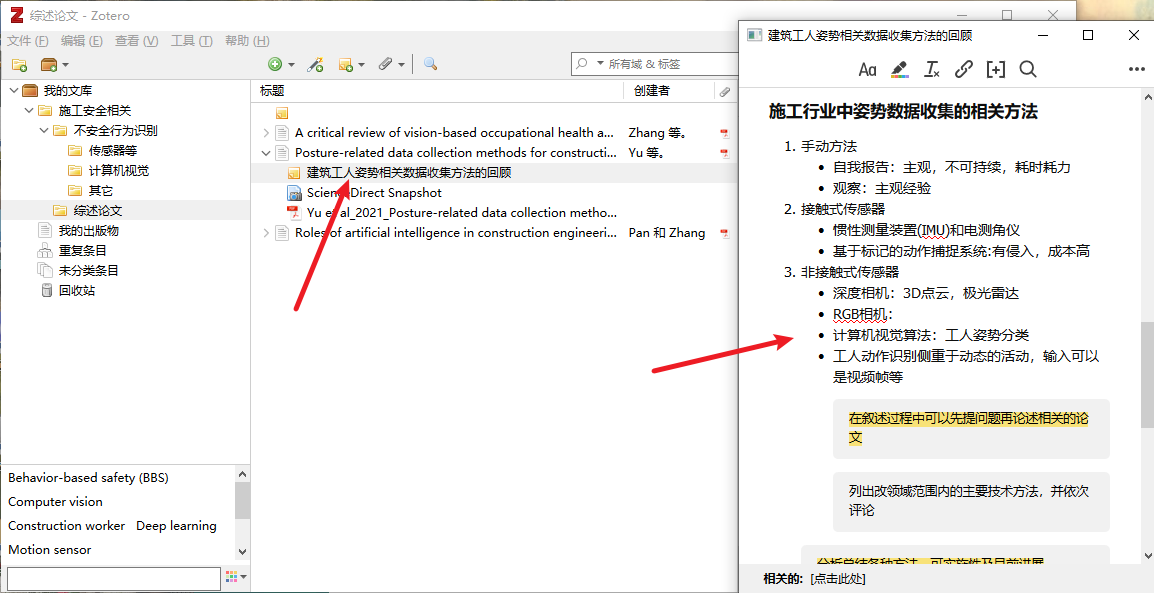 综述论文 - Zotero
文件 (F) 编辑 (E) 查看 (V) 工具 (T) 帮助 (H)
所有域 & 标签
我的文库
施工安全相关
不安全行为识别
传感器等
计算机视觉
其它
综述论文
我的出版物
重复条目
未分类条目
回收站
Behavior-based safety (BBS)
Computer vision
Construction worker Deep learning
Motion sensor
标题 创建者
A critical review of vision-based occupational health a... Zhang 等。
Posture-related data collection methods for constructi... Yu 等。
建筑工人姿势相关数据收集方法的回顾
ScienceDirect Snapshot
Yu et al_2021_Posture-related data collection metho...
Roles of artificial intelligence in construction engineeri... Pan 和 Zhang
建筑工人姿势相关数据收集方法的回顾
Aa
施工行业中姿势数据收集的相关方法
1. 手动方法
• 自我报告：主观，不可持续，耗时耗力
• 观察：主观经验
2. 接触式传感器
• 惯性测量装置(IMU)和电测角仪
• 基于标记的动作捕捉系统:有侵入，成本高
3. 非接触式传感器
• 深度相机：3D点云，极光雷达
• RGB相机：
• 计算机视觉算法：工人姿势分类
• 工人动作识别侧重于动态的活动，输入可以
是视频帧等
在叙述过程中可以先提问题再论述相关的论
文
列出改领域范围内的主要技术方法，并依次
评论
分析总结各种方法，可实施性及目前进展
相关的: [点击此处]